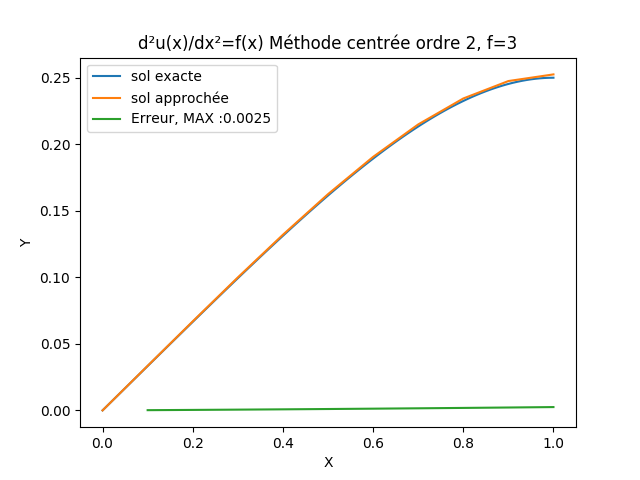 d²u(x)/dx²=f(x) Méthode centrée ordre 2, f=3
sol exacte
sol approchée
Erreur, MAX :0.0025
0.25
0.20
0.15
0.10
0.05
0.00
Y
0.0 0.2 0.4 0.6 0.8 1.0
X